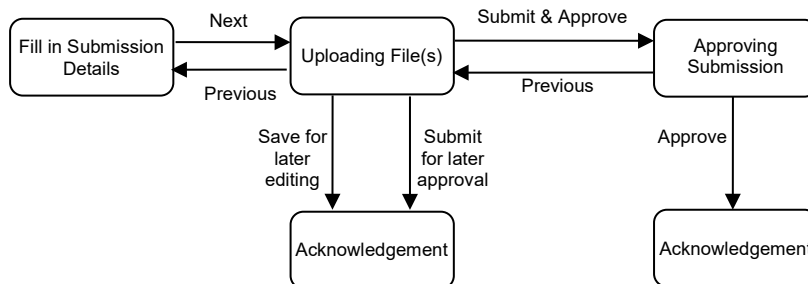 Next
Submit & Approve
Fill in Submission
Details
Uploading File(s)
Approving
Submission
Previous
Previous
Save for
later
editing
Submit
for later
approval
Approve
Acknowledgement
Acknowledgement